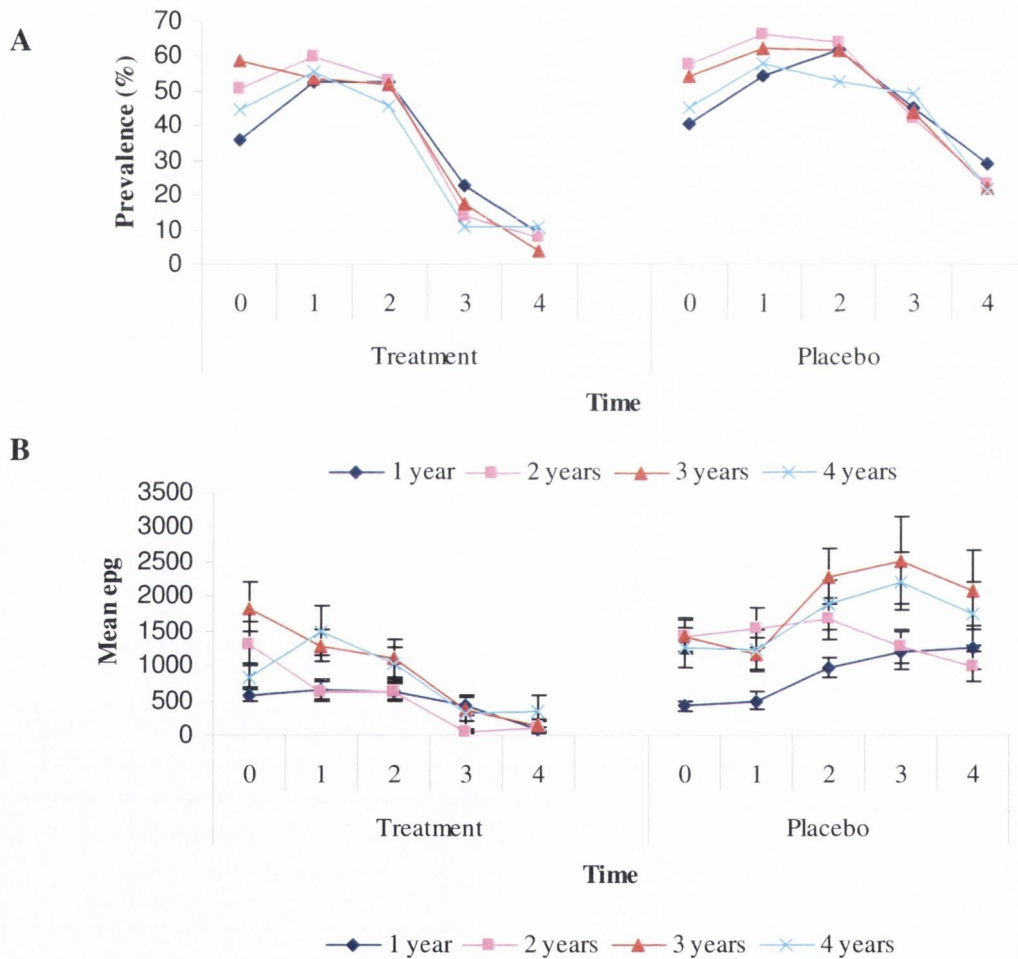 A
Prevalence (%)
70
60
50
40
30
20
10
0
0 1 2 3 4 0 1 2 3 4
Treatment Placebo
Time
1 year 2 years 3 years 4 years
B
Mean epg
3500
3000
2500
2000
1500
1000
500
0
0 1 2 3 4 0 1 2 3 4
Treatment Placebo
Time
1 year 2 years 3 years 4 years